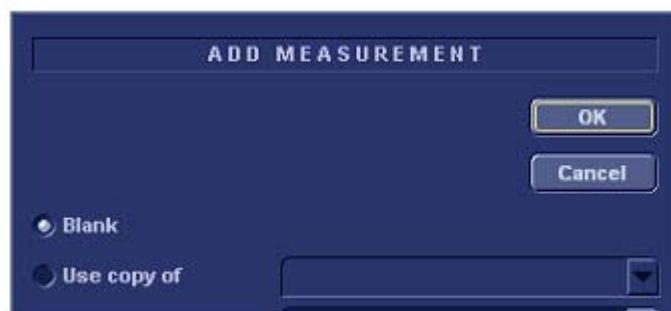 ADD MEASUREMENT
OK
Cancel
Blank
Use copy of